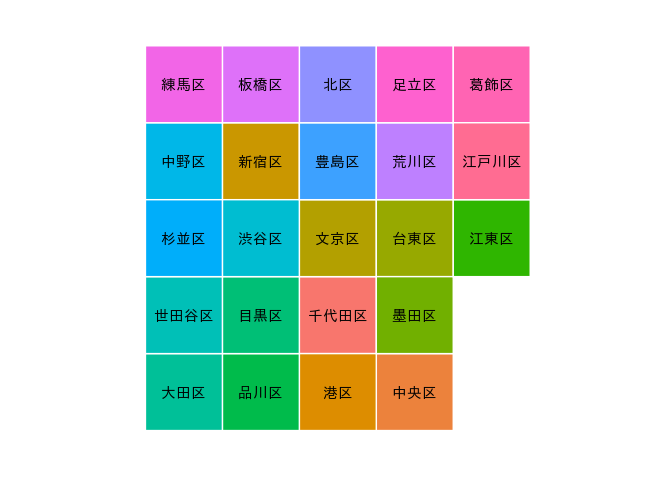 練馬区
板橋区
北区
足立区
葛飾区
中野区
新宿区
豊島区
荒川区
江戸川区
杉並区
渋谷区
文京区
台東区
江東区
世田谷区
目黒区
千代田区
墨田区
大田区
品川区
港区
中央区